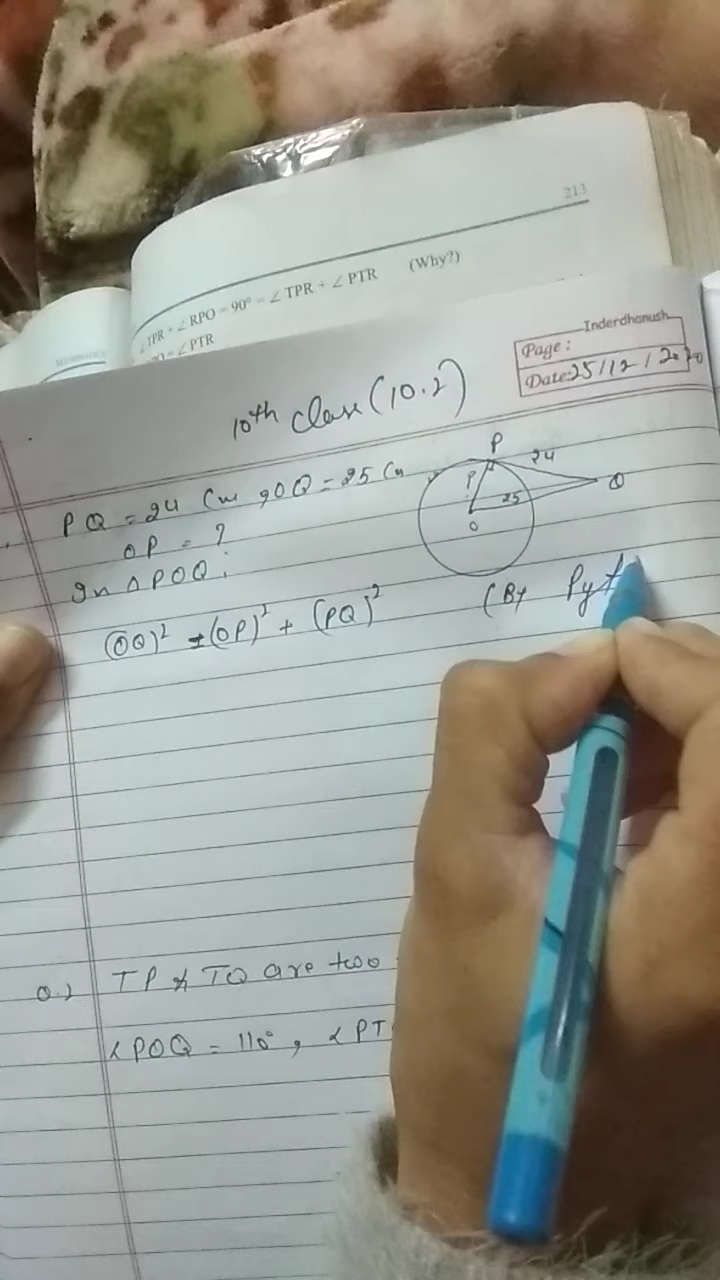 213
∠TPR + ∠RPO = 90° = ∠TPR + ∠PTR (Why?)
= ∠PTR
Inderdhanush
Page :
Date: 25/12/2020
10th Class (10.2)
PQ = 24 Cm, OQ = 25 Cm
OP = ?
In △POQ;
(OQ)² = (OP)² + (PQ)² (By Pyt
P
24
Q
25
O
Q.2 TP & TQ are two
∠POQ = 110°, ∠PT